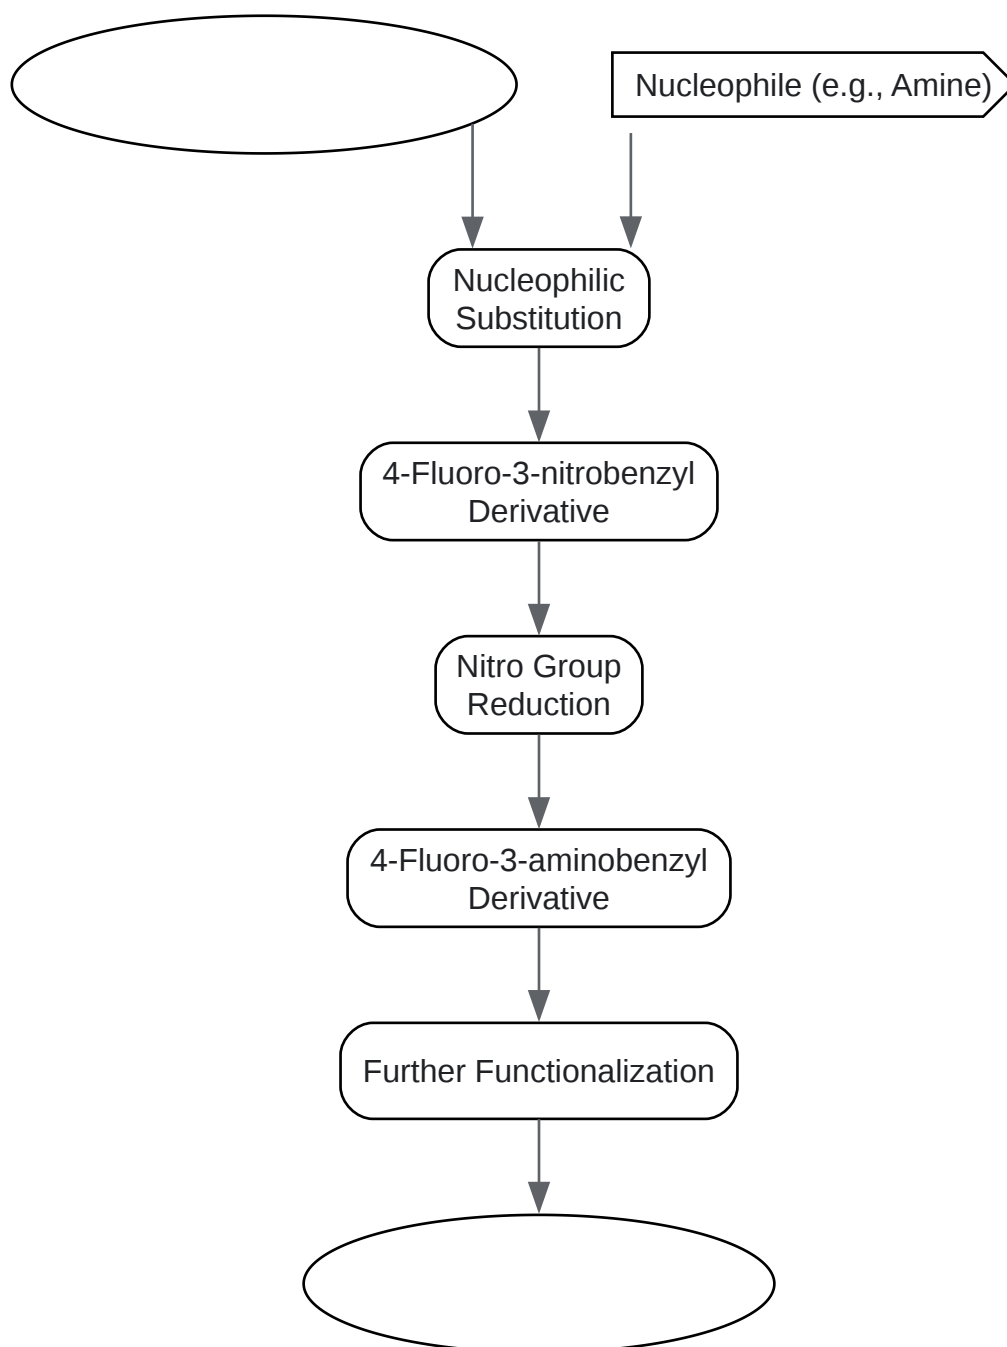 Nucleophile (e.g., Amine)
Nucleophilic
Substitution
4-Fluoro-3-nitrobenzyl
Derivative
Nitro Group
Reduction
4-Fluoro-3-aminobenzyl
Derivative
Further Functionalization